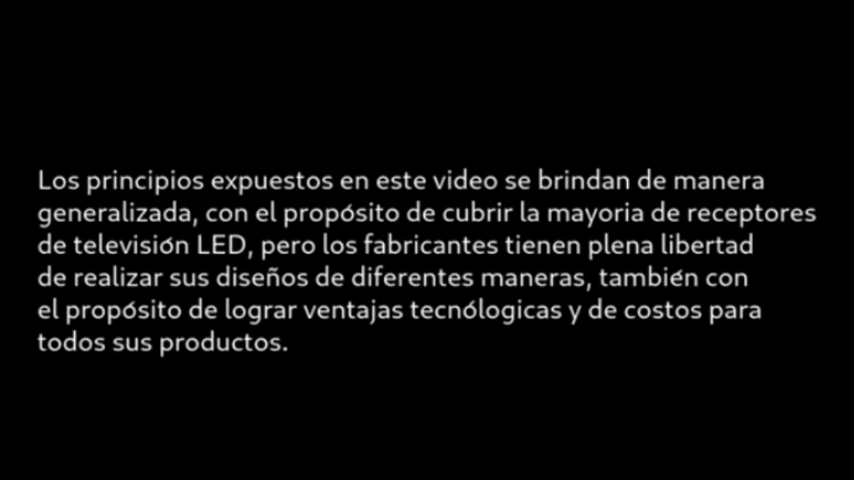 Los principios expuestos en este video se brindan de manera
generalizada, con el propósito de cubrir la mayoria de receptores
de televisión LED, pero los fabricantes tienen plena libertad
de realizar sus diseños de diferentes maneras, también con
el propósito de lograr ventajas tecnólogicas y de costos para
todos sus productos.